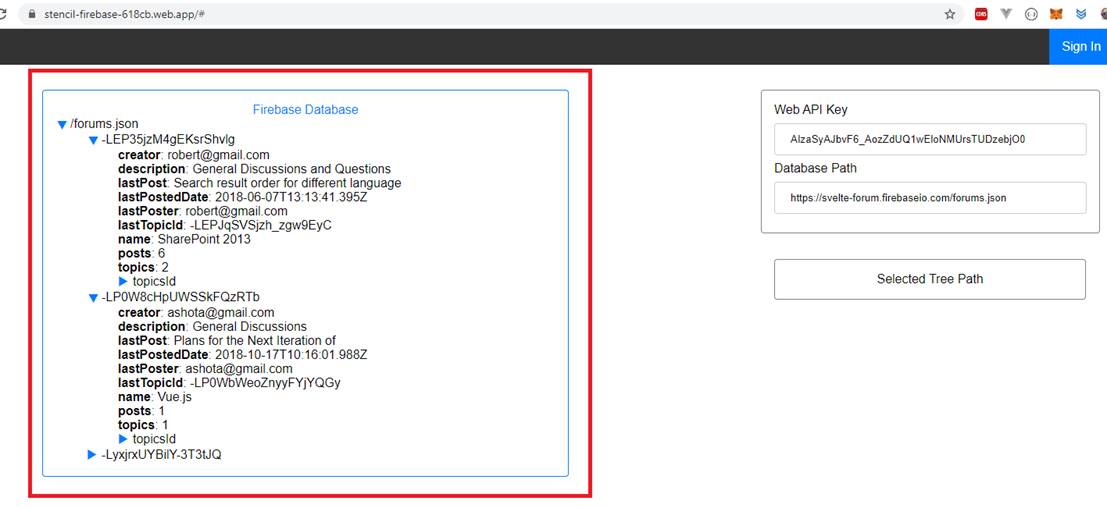 stencil-firebase-618cb.web.app/#
CORS
Sign In
Firebase Database
/forums.json
-LEP35jzM4gEKsrShvlg
creator: robert@gmail.com
description: General Discussions and Questions
lastPost: Search result order for different language
lastPostedDate: 2018-06-07T13:13:41.395Z
lastPoster: robert@gmail.com
lastTopicId: -LEPJqSVSjzh_zgw9EyC
name: SharePoint 2013
posts: 6
topics: 2
topicsId
-LP0W8cHpUWSSkFQzRTb
creator: ashota@gmail.com
description: General Discussions
lastPost: Plans for the Next Iteration of
lastPostedDate: 2018-10-17T10:16:01.988Z
lastPoster: ashota@gmail.com
lastTopicId: -LP0WbWeoZnyyFYjYQGy
name: Vue.js
posts: 1
topics: 1
topicsId
-LyxjrxUYBilY-3T3tJQ
Web API Key
AIzaSyAJbvF6_AozZdUQ1wEloNMUrsTUDzebjO0
Database Path
https://svelte-forum.firebaseio.com/forums.json
Selected Tree Path